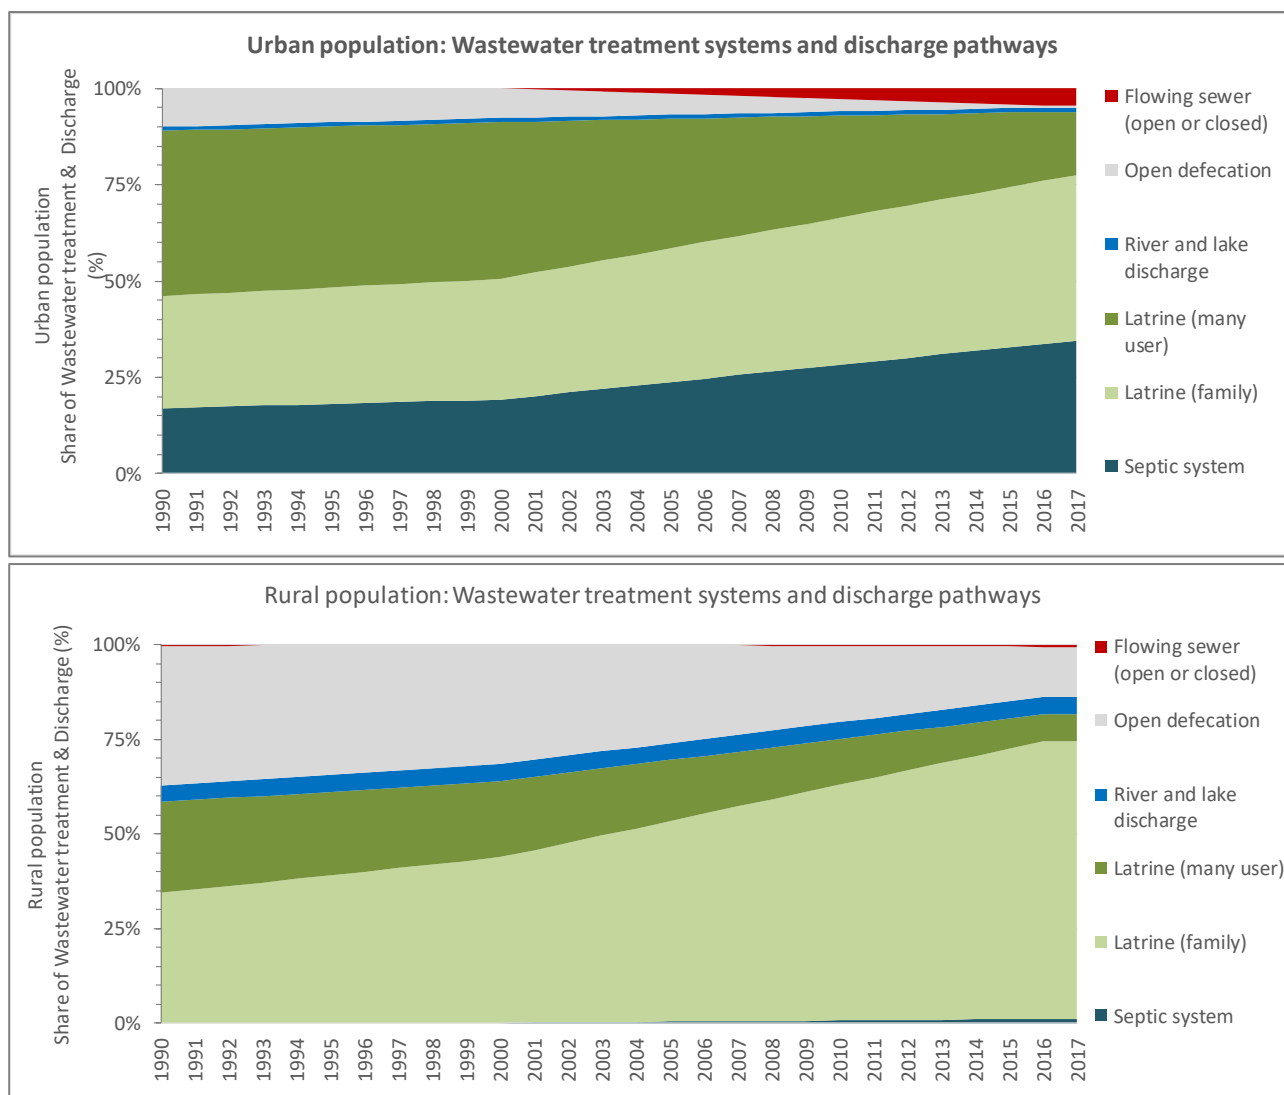 Urban population: Wastewater treatment systems and discharge pathways
Urban population
Share of Wastewater treatment & Discharge
(%)
100%
75%
50%
25%
0%
1990
1991
1992
1993
1994
1995
1996
1997
1998
1999
2000
2001
2002
2003
2004
2005
2006
2007
2008
2009
2010
2011
2012
2013
2014
2015
2016
2017
Flowing sewer
(open or closed)
Open defecation
River and lake
discharge
Latrine (many
user)
Latrine (family)
Septic system
Rural population: Wastewater treatment systems and discharge pathways
Rural population
Share of Wastewater treatment & Discharge (%)
100%
75%
50%
25%
0%
1990
1991
1992
1993
1994
1995
1996
1997
1998
1999
2000
2001
2002
2003
2004
2005
2006
2007
2008
2009
2010
2011
2012
2013
2014
2015
2016
2017
Flowing sewer
(open or closed)
Open defecation
River and lake
discharge
Latrine (many user)
Latrine (family)
Septic system